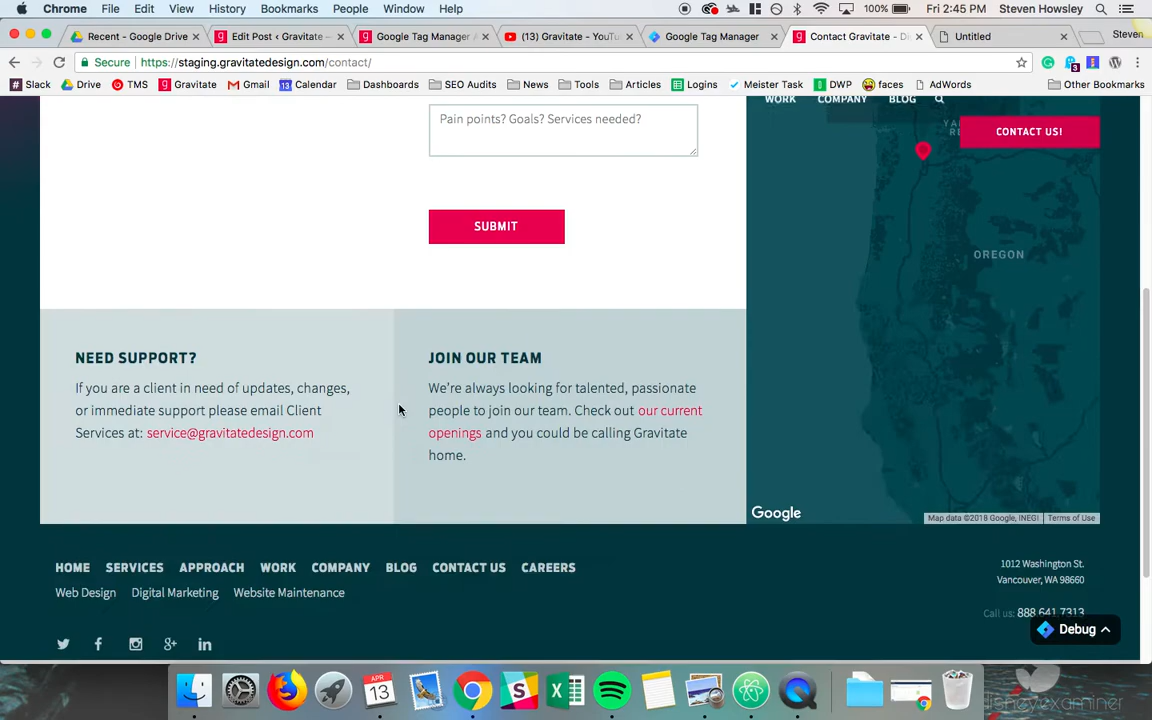 Chrome File Edit View History Bookmarks People Window Help 100% Fri 2:45 PM Steven Howsley
Recent - Google Drive Edit Post ‹ Gravitate – Google Tag Manager (13) Gravitate - YouTu Google Tag Manager Contact Gravitate - D Untitled Steven
Secure https://staging.gravitatedesign.com/contact/ 3
Slack Drive TMS Gravitate Gmail 13 Calendar Dashboards SEO Audits News Tools Articles Logins Meister Task DWP faces AdWords Other Bookmarks
WORK COMPANY BLOG
CONTACT US!
Pain points? Goals? Services needed?
SUBMIT
OREGON
NEED SUPPORT?
If you are a client in need of updates, changes,
or immediate support please email Client
Services at: service@gravitatedesign.com
JOIN OUR TEAM
We're always looking for talented, passionate
people to join our team. Check out our current
openings and you could be calling Gravitate
home.
Google
Map data ©2018 Google, INEGI Terms of Use
HOME SERVICES APPROACH WORK COMPANY BLOG CONTACT US CAREERS
Web Design Digital Marketing Website Maintenance
1012 Washington St.
Vancouver, WA 98660
Call us: 888.641.7313
Debug
APR
13